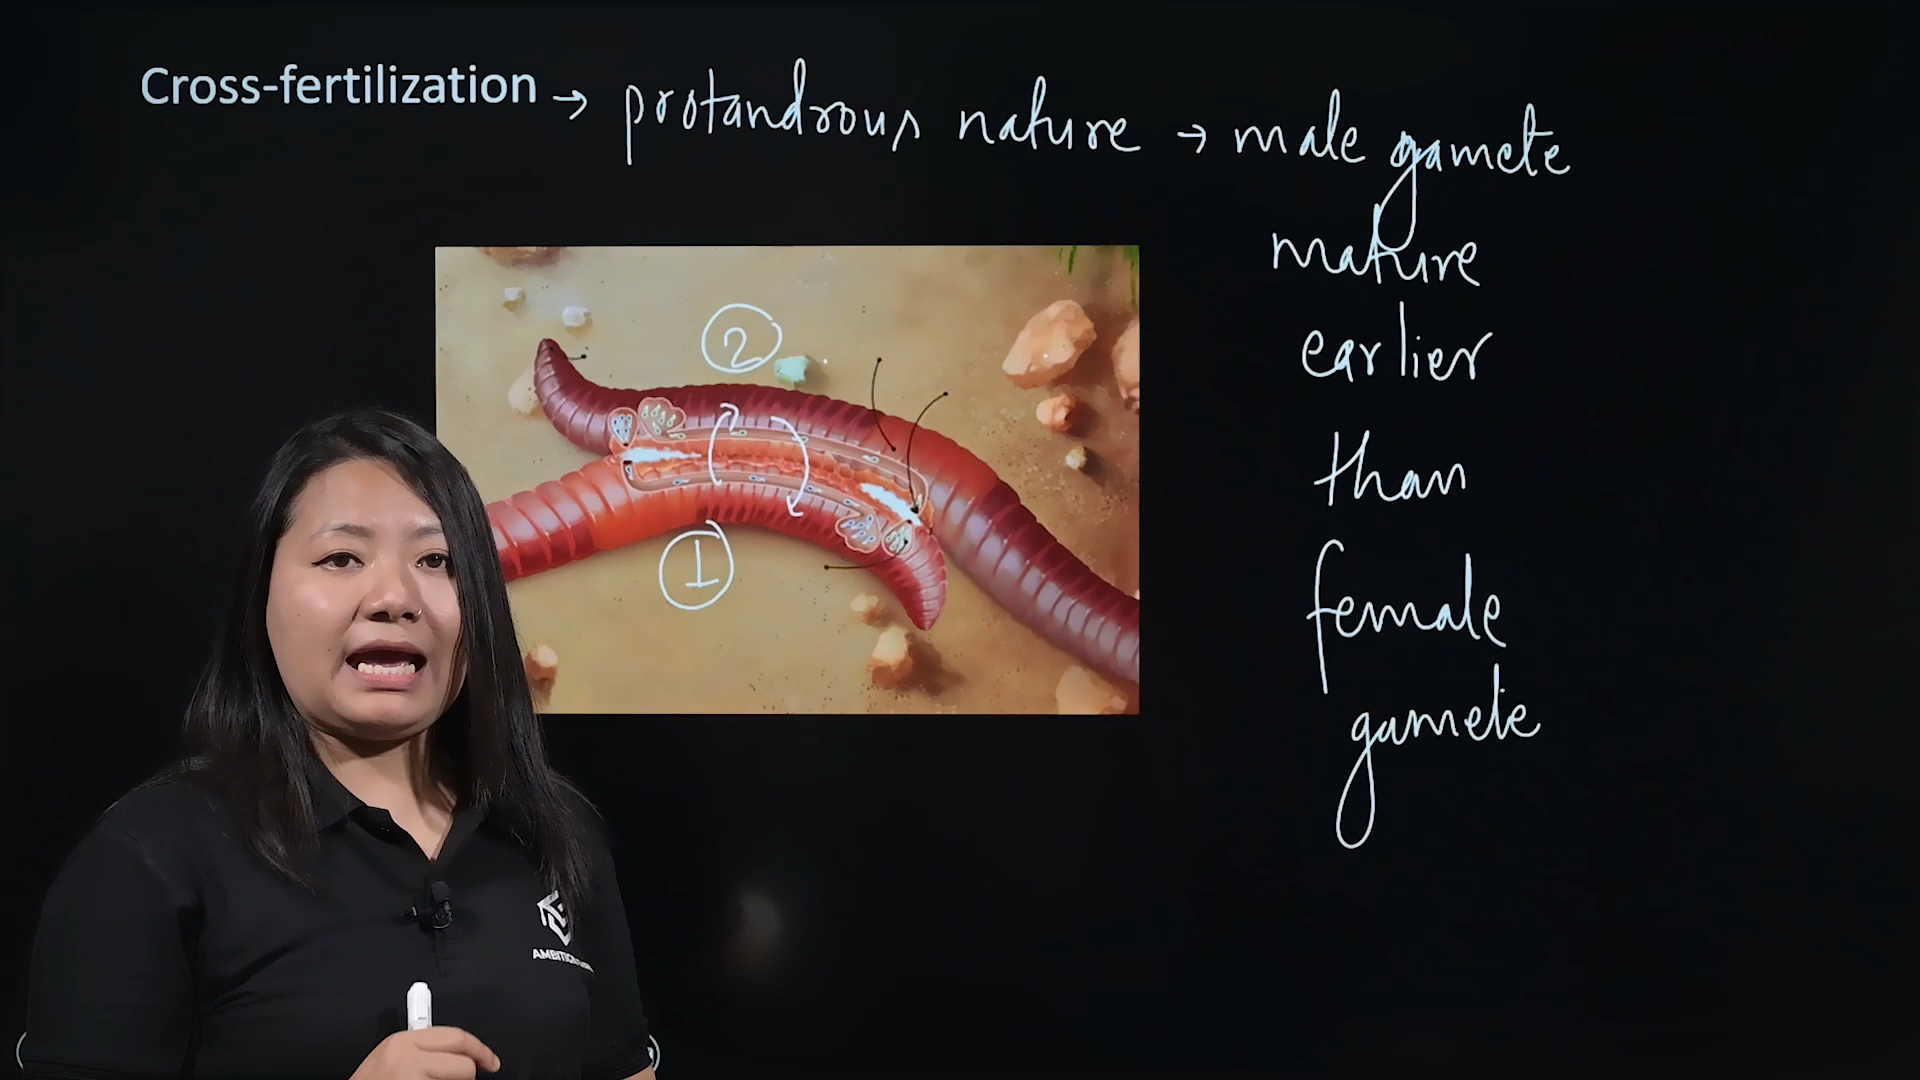 Cross-fertilization → protandrous nature → male gamete
mature
earlier
than
female
gamete
2
1